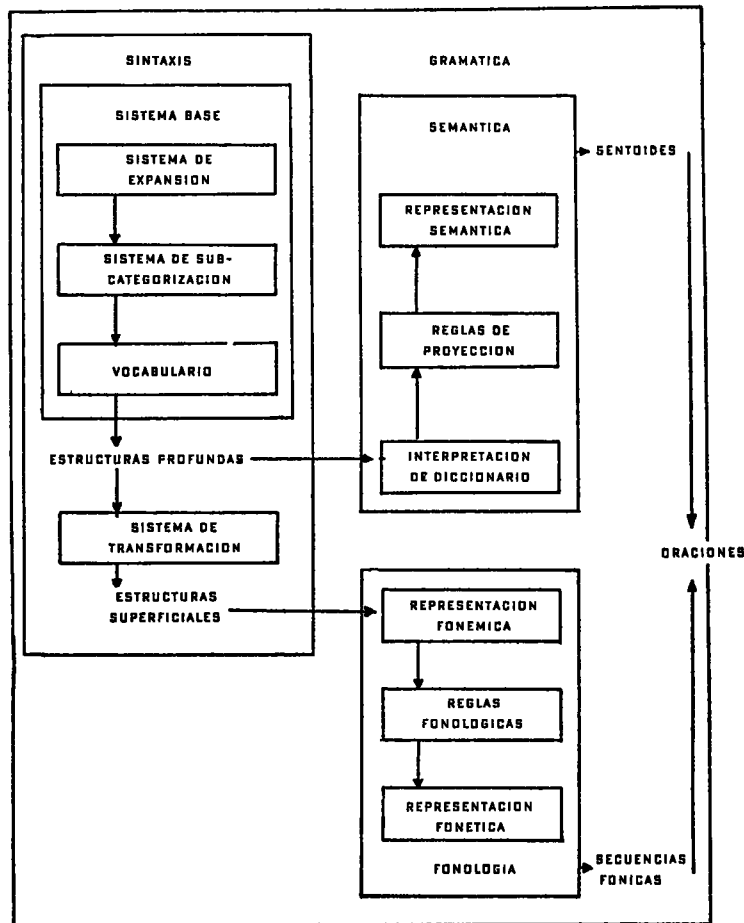 SINTAXIS
SISTEMA BASE
SISTEMA DE
EXPANSION
SISTEMA DE SUB-
CATEGORIZACION
VOCABULARIO
ESTRUCTURAS PROFUNDAS
SISTEMA DE
TRANSFORMACION
ESTRUCTURAS
SUPERFICIALES
GRAMATICA
SEMANTICA
REPRESENTACION
SEMANTICA
REGLAS DE
PROYECCION
INTERPRETACION
DE DICCIONARIO
SENTOIDES
ORACIONES
REPRESENTACION
FONEMICA
REGLAS
FONOLOGICAS
REPRESENTACION
FONETICA
FONOLOGIA
SECUENCIAS
FONICAS